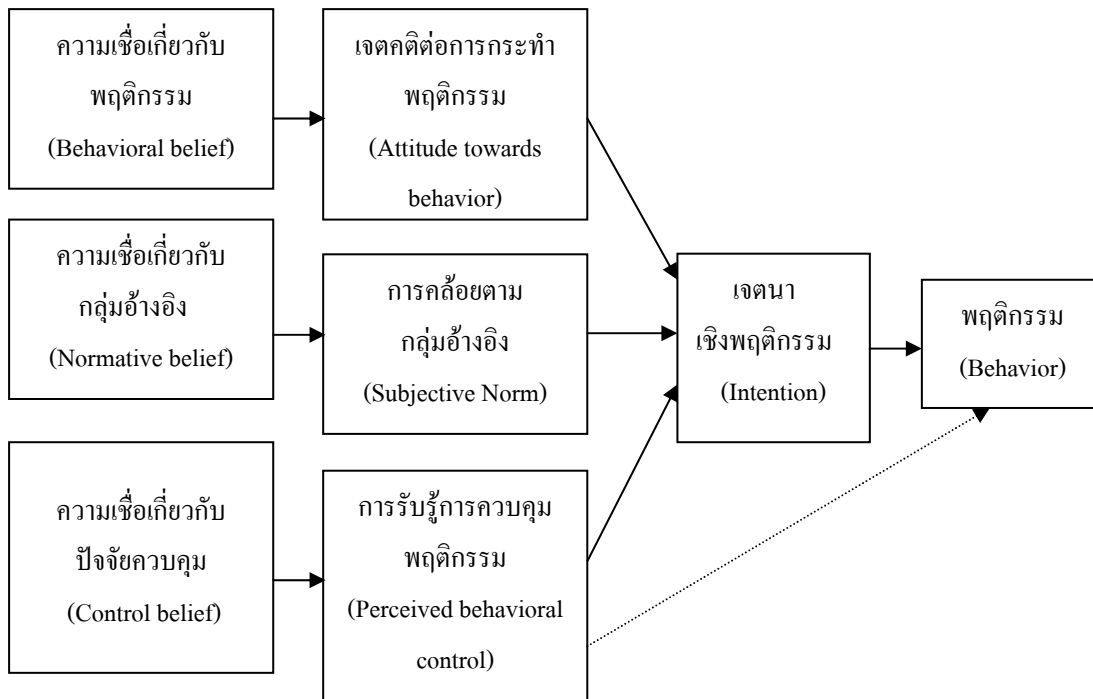 ความเชื่อเกี่ยวกับ
พฤติกรรม
(Behavioral belief)
เจตคติต่อการกระทำ
พฤติกรรม
(Attitude towards
behavior)
ความเชื่อเกี่ยวกับ
กลุ่มอ้างอิง
(Normative belief)
การคล้อยตาม
กลุ่มอ้างอิง
(Subjective Norm)
ความเชื่อเกี่ยวกับ
ปัจจัยควบคุม
(Control belief)
การรับรู้การควบคุม
พฤติกรรม
(Perceived behavioral
control)
เจตนา
เชิงพฤติกรรม
(Intention)
พฤติกรรม
(Behavior)